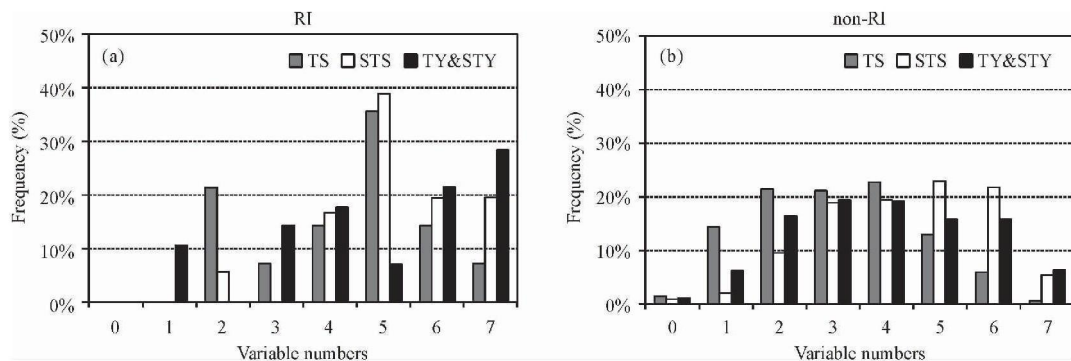 RI
50%
(a)
TS STS TY&STY
40%
30%
20%
10%
0%
Frequency (%)
0 1 2 3 4 5 6 7
Variable numbers
non-RI
50%
(b)
TS STS TY&STY
40%
30%
20%
10%
0%
Frequency (%)
0 1 2 3 4 5 6 7
Variable numbers